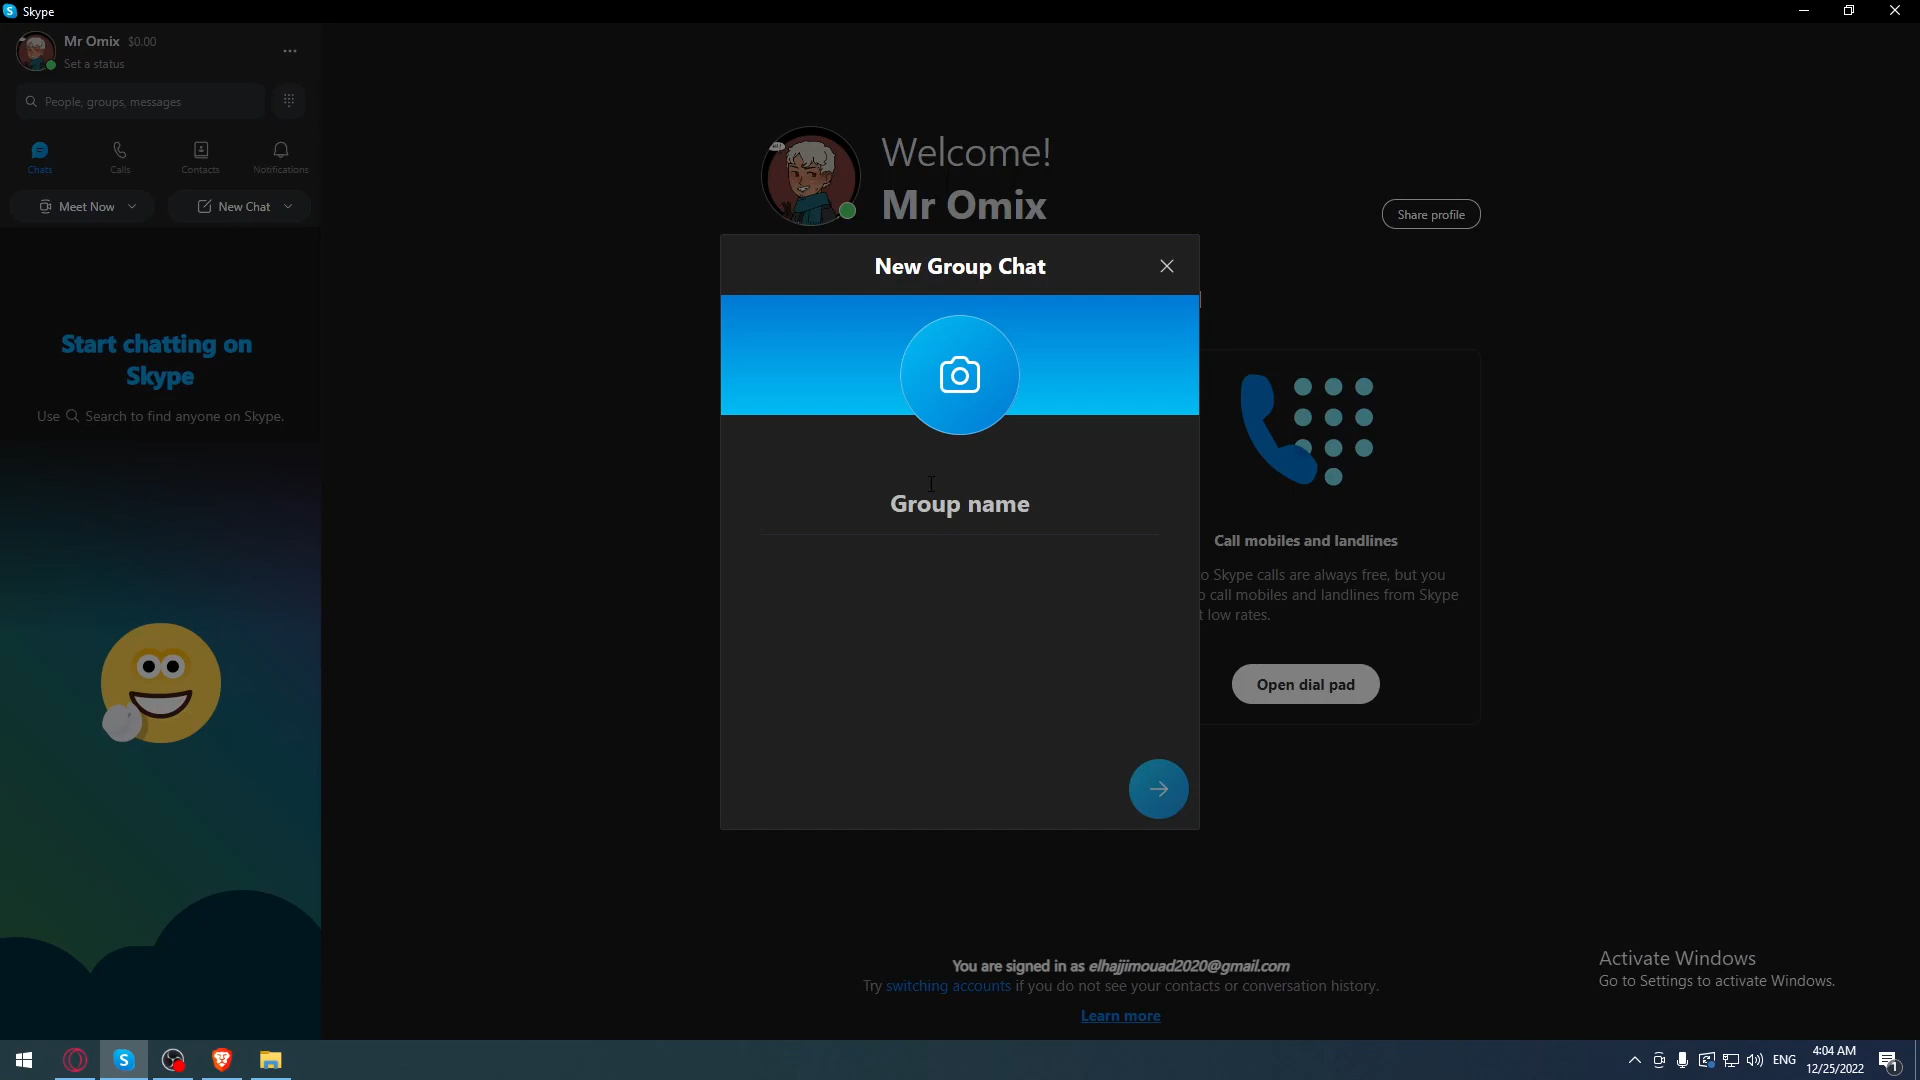 Skype
Mr Omix $0.00
Set a status
People, groups, messages
Chats Calls Contacts Notifications
Meet Now New Chat
Start chatting on
Skype
Use Search to find anyone on Skype.
Welcome!
Mr Omix
Share profile
New Group Chat
Group name
Call mobiles and landlines
o Skype calls are always free, but you
call mobiles and landlines from Skype
low rates.
Open dial pad
You are signed in as elhajjimouad2020@gmail.com
Try switching accounts if you do not see your contacts or conversation history.
Learn more
Activate Windows
Go to Settings to activate Windows.
ENG
4:04 AM
12/25/2022
1